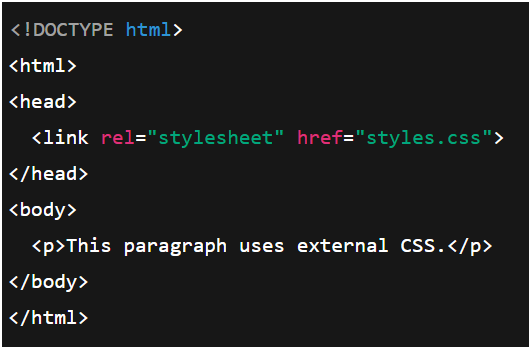 <!DOCTYPE html>
<html>
<head>
  <link rel="stylesheet" href="styles.css">
</head>
<body>
  <p>This paragraph uses external CSS.</p>
</body>
</html>